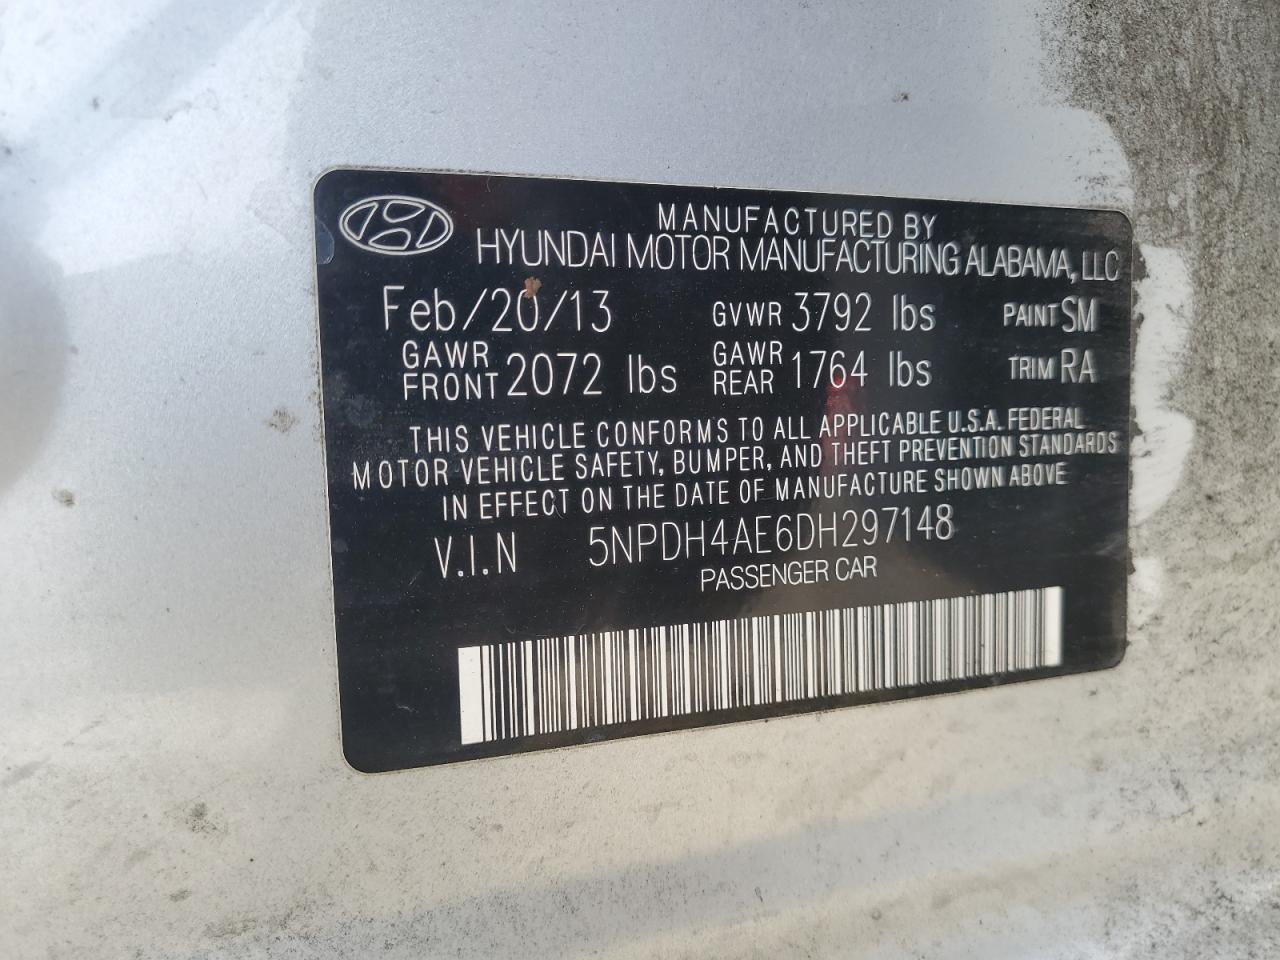 MANUFACTURED BY
HYUNDAI MOTOR MANUFACTURING ALABAMA, LLC
Feb/20/13 GVWR 3792 lbs PAINT SM
GAWR FRONT 2072 lbs GAWR REAR 1764 lbs TRIM RA
THIS VEHICLE CONFORMS TO ALL APPLICABLE U.S.A. FEDERAL
MOTOR VEHICLE SAFETY, BUMPER, AND THEFT PREVENTION STANDARDS
IN EFFECT ON THE DATE OF MANUFACTURE SHOWN ABOVE
V.I.N 5NPDH4AE6DH297148
PASSENGER CAR